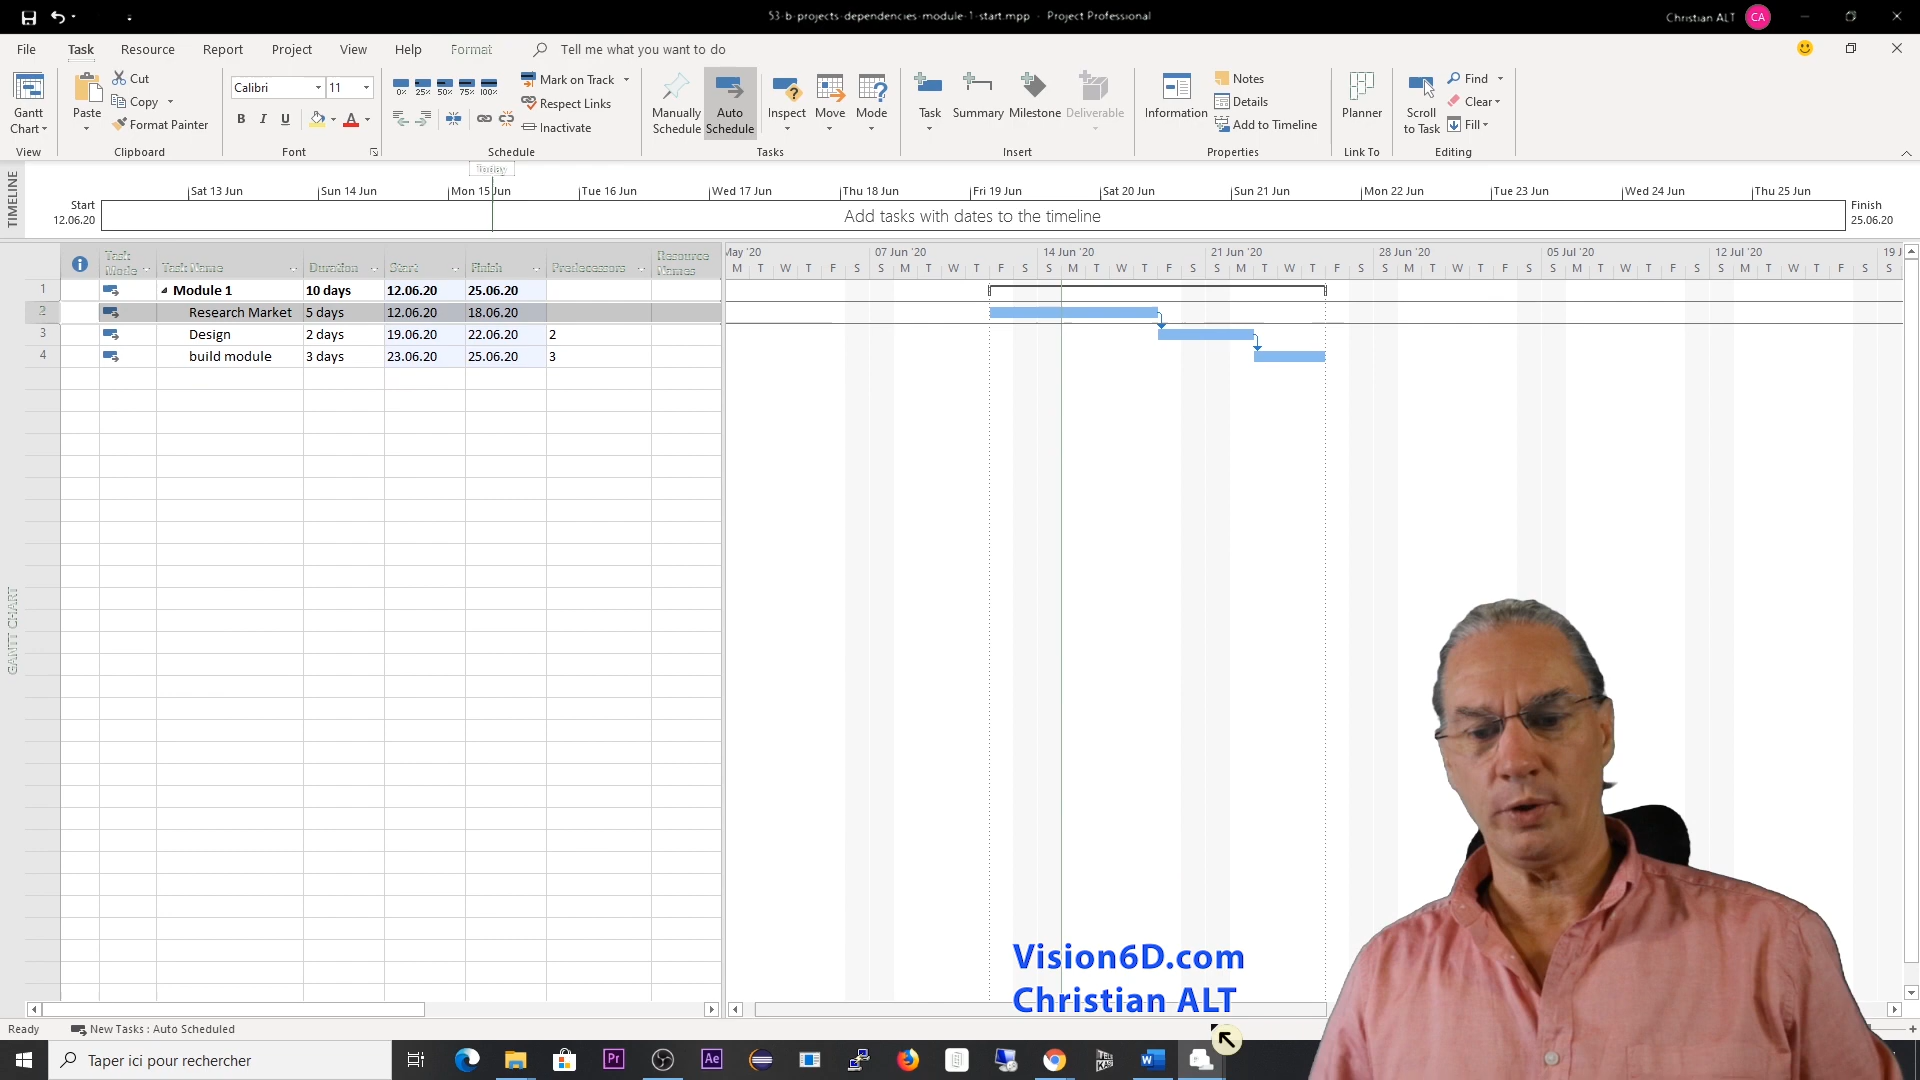 53-b-projects-dependencies-module-1-start.mpp - Project Professional
Christian ALT CA
File Task Resource Report Project View Help Format Tell me what you want to do
Gantt Chart
View
Paste
Cut
Copy
Format Painter
Clipboard
Calibri 11
B I U A
Font
0% 25% 50% 75% 100%
Mark on Track
Respect Links
Inactivate
Schedule
Manually Schedule
Auto Schedule
Inspect
Move
Mode
Tasks
Task
Summary
Milestone
Deliverable
Insert
Information
Notes
Details
Add to Timeline
Properties
Planner
Link To
Scroll to Task
Find
Clear
Fill
Editing
TIMELINE
Today
Sat 13 Jun Sun 14 Jun Mon 15 Jun Tue 16 Jun Wed 17 Jun Thu 18 Jun Fri 19 Jun Sat 20 Jun Sun 21 Jun Mon 22 Jun Tue 23 Jun Wed 24 Jun Thu 25 Jun
Start
12.06.20
Add tasks with dates to the timeline
Finish
25.06.20
GANTT CHART
Task Mode Task Name Duration Start Finish Predecessors Resource Names
1 Module 1 10 days 12.06.20 25.06.20
2 Research Market 5 days 12.06.20 18.06.20
3 Design 2 days 19.06.20 22.06.20 2
4 build module 3 days 23.06.20 25.06.20 3
May '20 07 Jun '20 14 Jun '20 21 Jun '20 28 Jun '20 05 Jul '20 12 Jul '20
M T W T F S S M T W T F S S M T W T F S S M T W T F S S M T W T F S S M T W T F S S M T W T F S S
Vision6D.com
Christian ALT
Ready New Tasks : Auto Scheduled
Taper ici pour rechercher
Pr
Ae